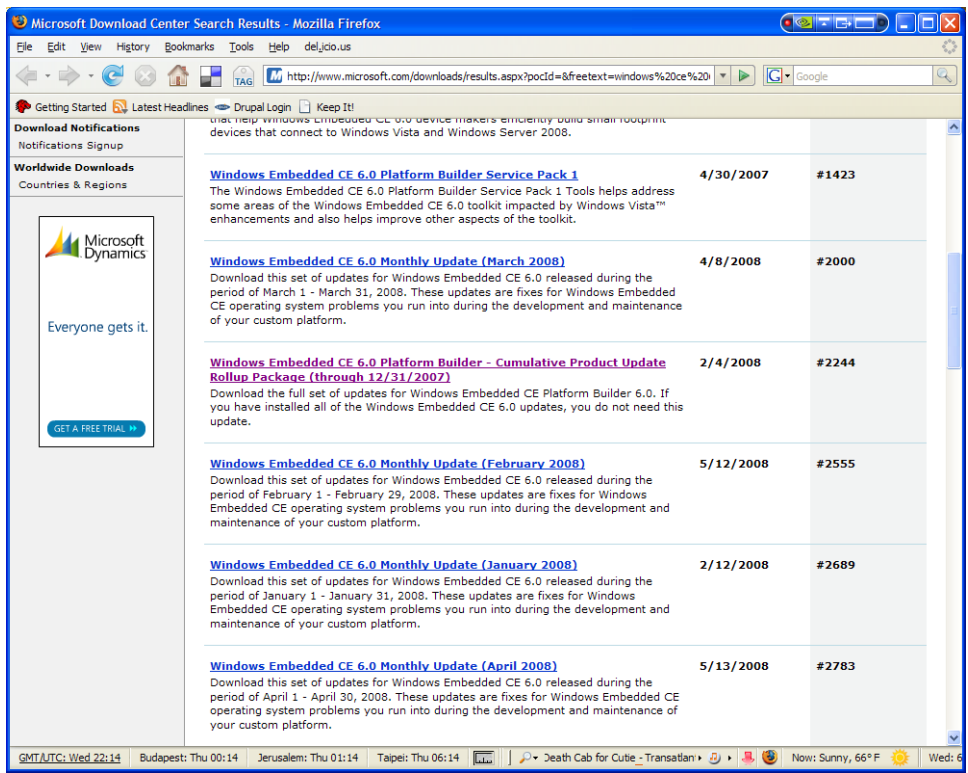 Microsoft Download Center Search Results - Mozilla Firefox
File Edit View History Bookmarks Tools Help del.icio.us
TAG http://www.microsoft.com/downloads/results.aspx?pocId=&freetext=windows%20ce%20 G Google
Getting Started Latest Headlines Drupal Login Keep It!
Download Notifications
Notifications Signup
Worldwide Downloads
Countries & Regions
Microsoft
Dynamics
Everyone gets it.
GET A FREE TRIAL
that help Windows Embedded CE 6.0 device makers efficiently build small footprint
devices that connect to Windows Vista and Windows Server 2008.
Windows Embedded CE 6.0 Platform Builder Service Pack 1 4/30/2007 #1423
The Windows Embedded CE 6.0 Platform Builder Service Pack 1 Tools helps address
some areas of the Windows Embedded CE 6.0 toolkit impacted by Windows Vista™
enhancements and also helps improve other aspects of the toolkit.
Windows Embedded CE 6.0 Monthly Update (March 2008) 4/8/2008 #2000
Download this set of updates for Windows Embedded CE 6.0 released during the
period of March 1 - March 31, 2008. These updates are fixes for Windows Embedded
CE operating system problems you run into during the development and maintenance
of your custom platform.
Windows Embedded CE 6.0 Platform Builder - Cumulative Product Update 2/4/2008 #2244
Rollup Package (through 12/31/2007)
Download the full set of updates for Windows Embedded CE Platform Builder 6.0. If
you have installed all of the Windows Embedded CE 6.0 updates, you do not need this
update.
Windows Embedded CE 6.0 Monthly Update (February 2008) 5/12/2008 #2555
Download this set of updates for Windows Embedded CE 6.0 released during the
period of February 1 - February 29, 2008. These updates are fixes for Windows
Embedded CE operating system problems you run into during the development and
maintenance of your custom platform.
Windows Embedded CE 6.0 Monthly Update (January 2008) 2/12/2008 #2689
Download this set of updates for Windows Embedded CE 6.0 released during the
period of January 1 - January 31, 2008. These updates are fixes for Windows
Embedded CE operating system problems you run into during the development and
maintenance of your custom platform.
Windows Embedded CE 6.0 Monthly Update (April 2008) 5/13/2008 #2783
Download this set of updates for Windows Embedded CE 6.0 released during the
period of April 1 - April 30, 2008. These updates are fixes for Windows Embedded CE
operating system problems you run into during the development and maintenance of
your custom platform.
GMT/UTC: Wed 22:14 Budapest: Thu 00:14 Jerusalem: Thu 01:14 Taipei: Thu 06:14 Death Cab for Cutie - Transatlan Now: Sunny, 66° F Wed: 6